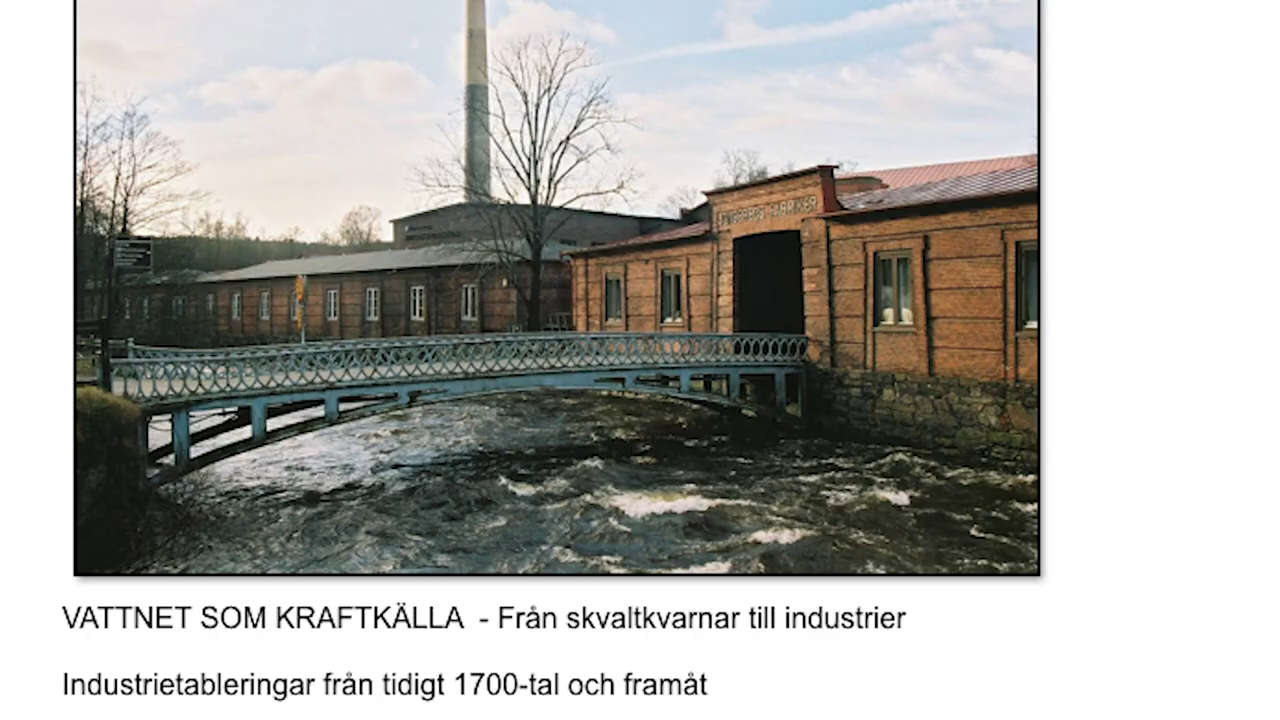 VATTNET SOM KRAFTKÄLLA - Från skvaltkvarnar till industrier
Industrietableringar från tidigt 1700-tal och framåt